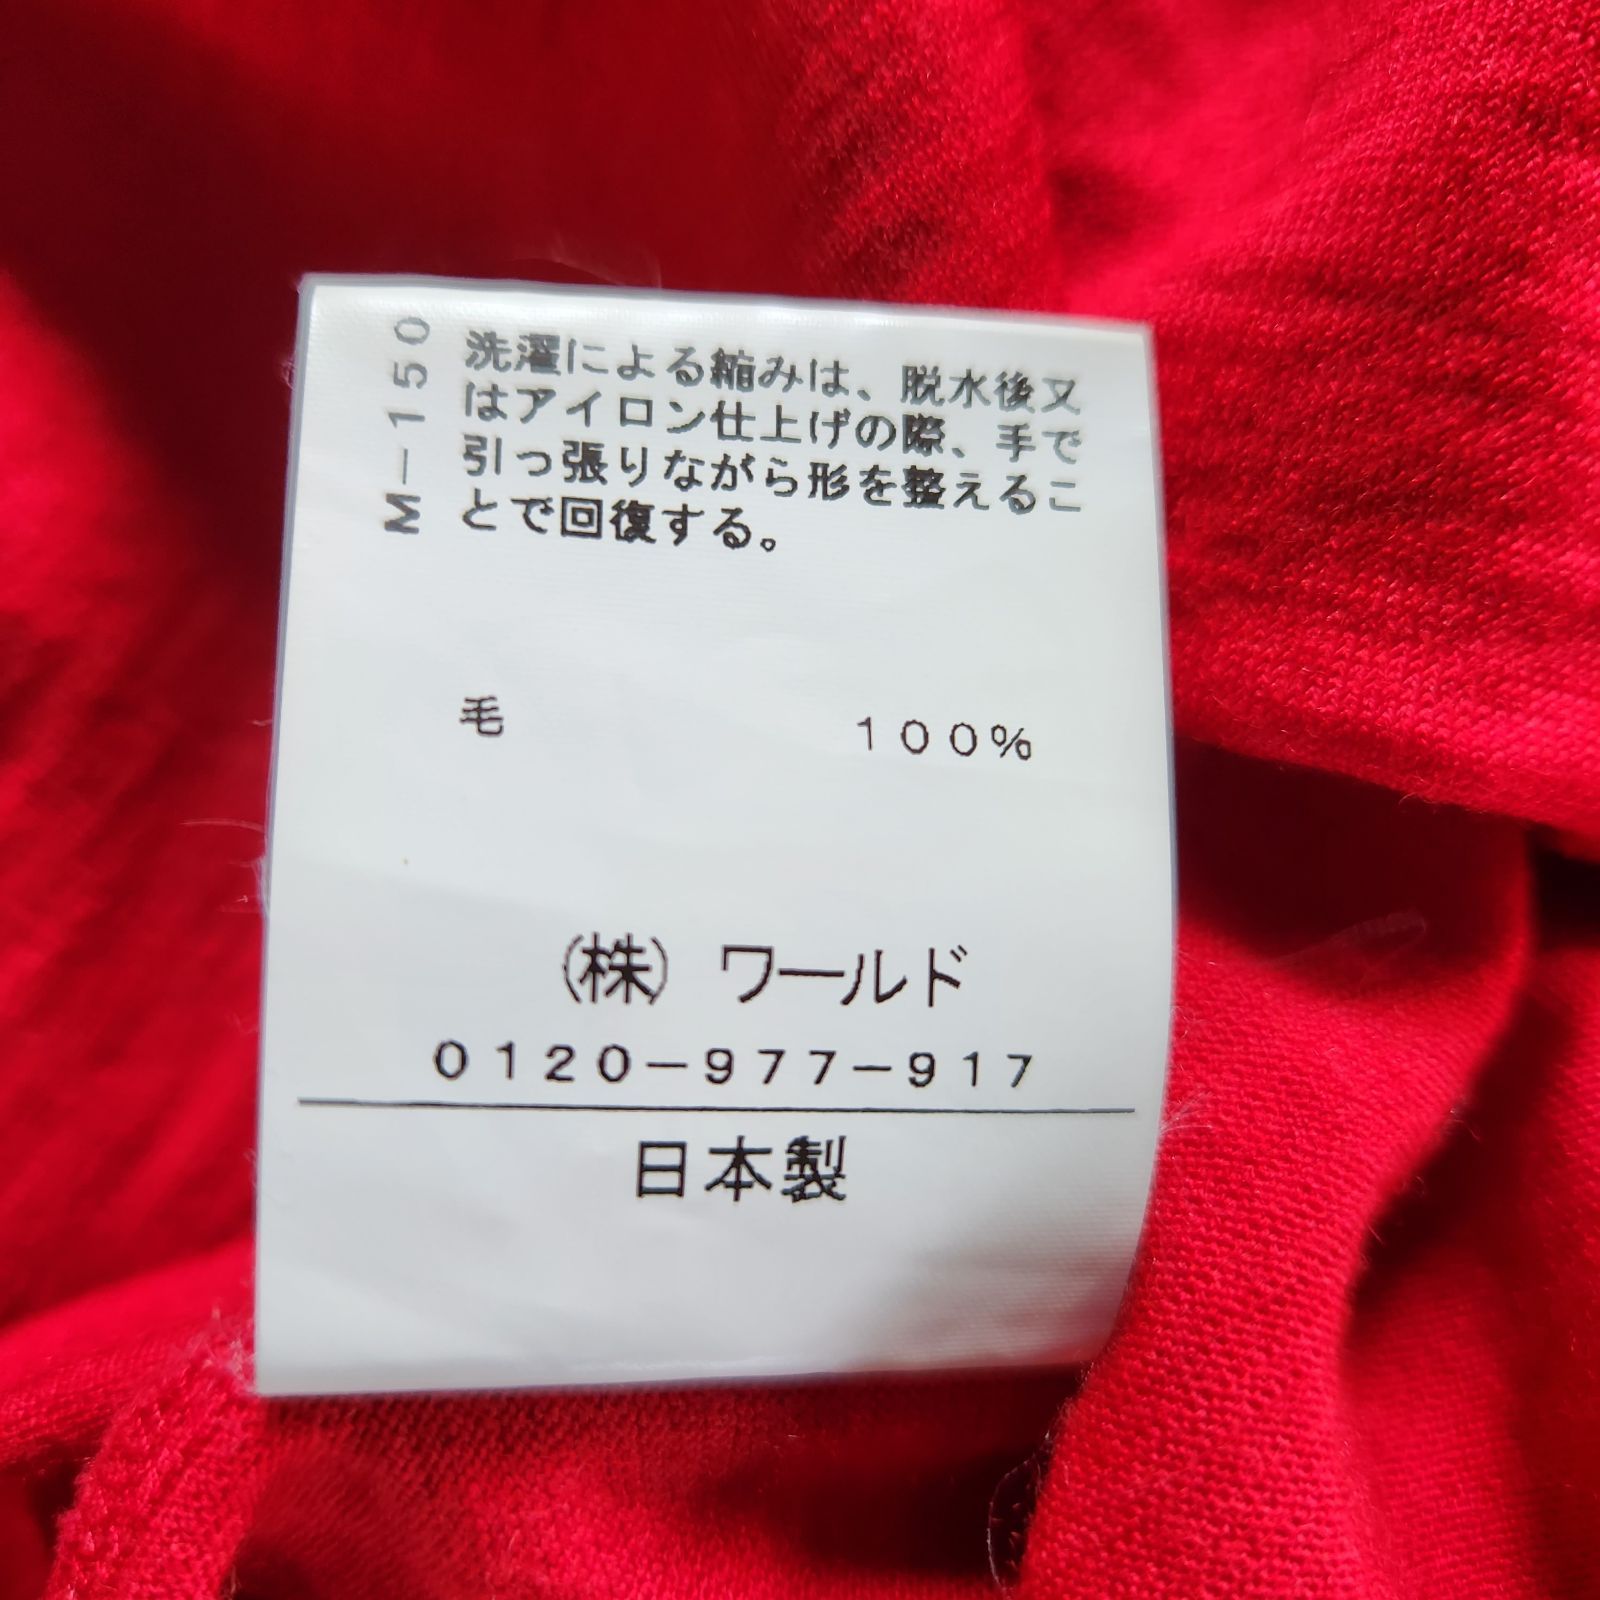 M－150
洗濯による縮みは、脱水後又
はアイロン仕上げの際、手で
引っ張りながら形を整えるこ
とで回復する。
毛 100%
(株) ワールド
0120－977－917
日本製